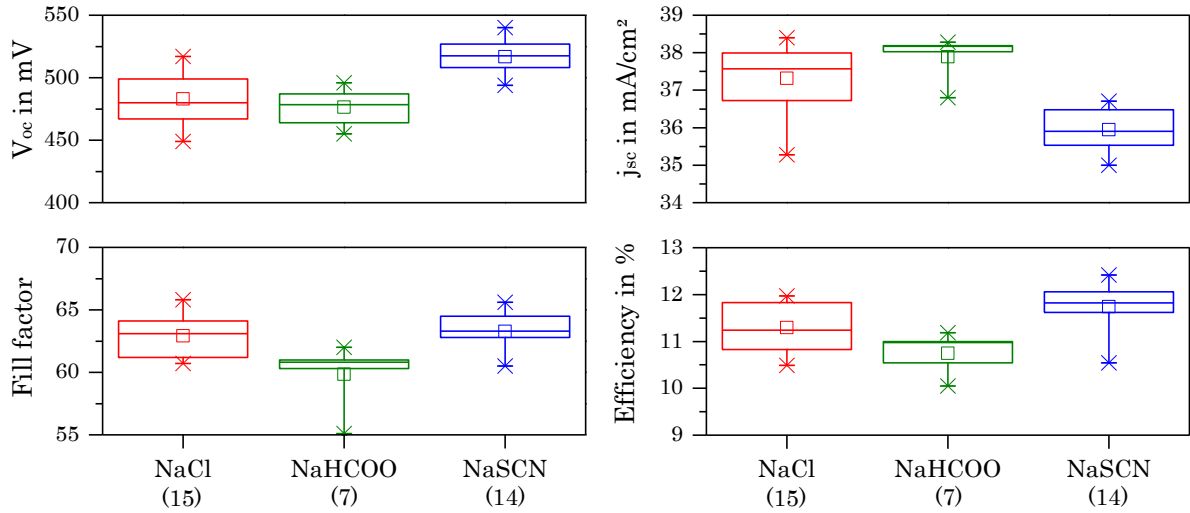 V_oc in mV
550
500
450
400
j_sc in mA/cm²
39
38
37
36
35
34
Fill factor
70
65
60
55
Efficiency in %
13
12
11
10
9
NaCl NaHCOO NaSCN
(15) (7) (14)
NaCl NaHCOO NaSCN
(15) (7) (14)